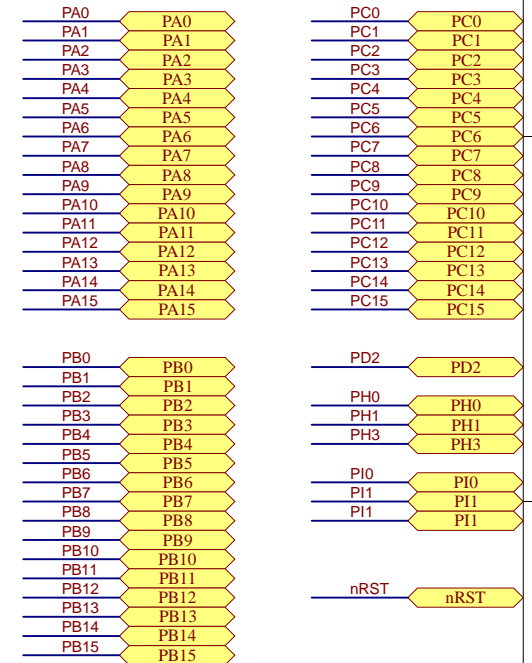 PA0 PA0
PA1 PA1
PA2 PA2
PA3 PA3
PA4 PA4
PA5 PA5
PA6 PA6
PA7 PA7
PA8 PA8
PA9 PA9
PA10 PA10
PA11 PA11
PA12 PA12
PA13 PA13
PA14 PA14
PA15 PA15
PB0 PB0
PB1 PB1
PB2 PB2
PB3 PB3
PB4 PB4
PB5 PB5
PB6 PB6
PB7 PB7
PB8 PB8
PB9 PB9
PB10 PB10
PB11 PB11
PB12 PB12
PB13 PB13
PB14 PB14
PB15 PB15
PC0 PC0
PC1 PC1
PC2 PC2
PC3 PC3
PC4 PC4
PC5 PC5
PC6 PC6
PC7 PC7
PC8 PC8
PC9 PC9
PC10 PC10
PC11 PC11
PC12 PC12
PC13 PC13
PC14 PC14
PC15 PC15
PD2 PD2
PH0 PH0
PH1 PH1
PH3 PH3
PI0 PI0
PI1 PI1
PI1 PI1
nRST nRST